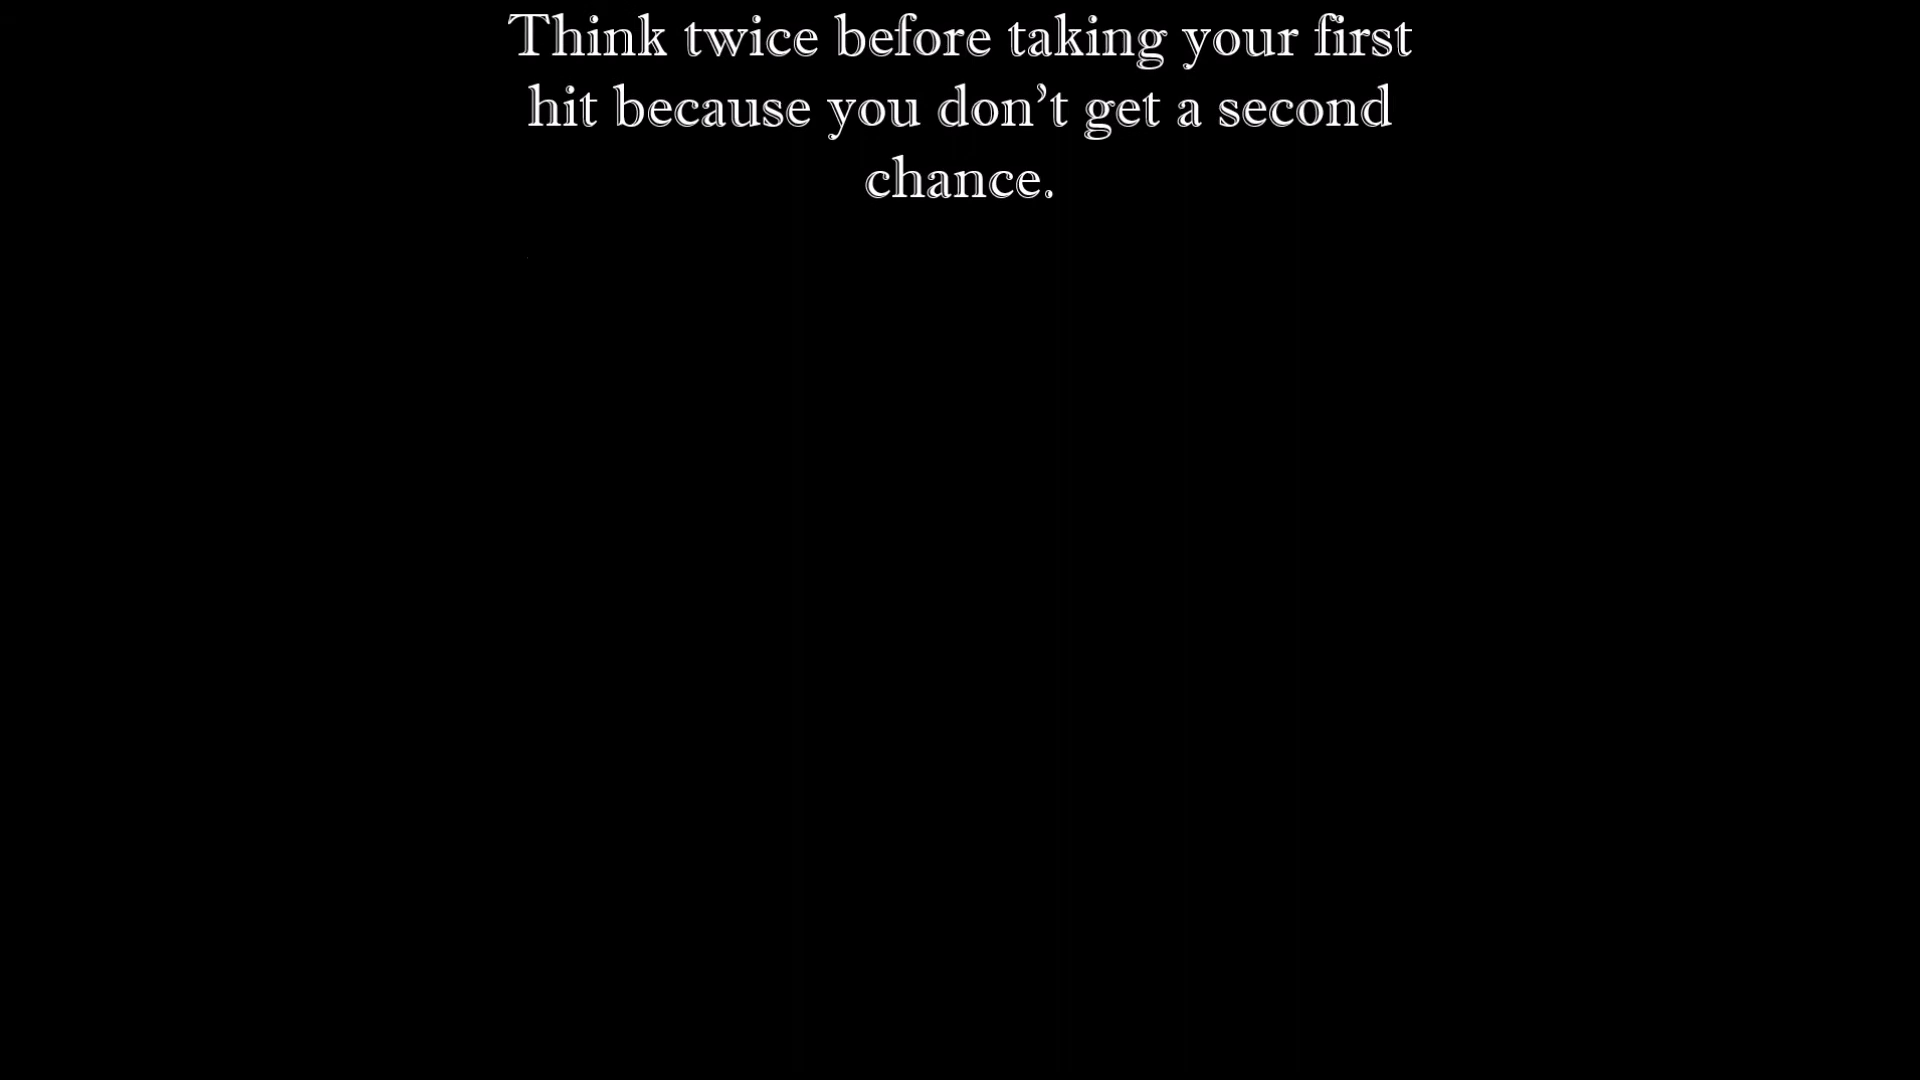 Think twice before taking your first
hit because you don’t get a second
chance.